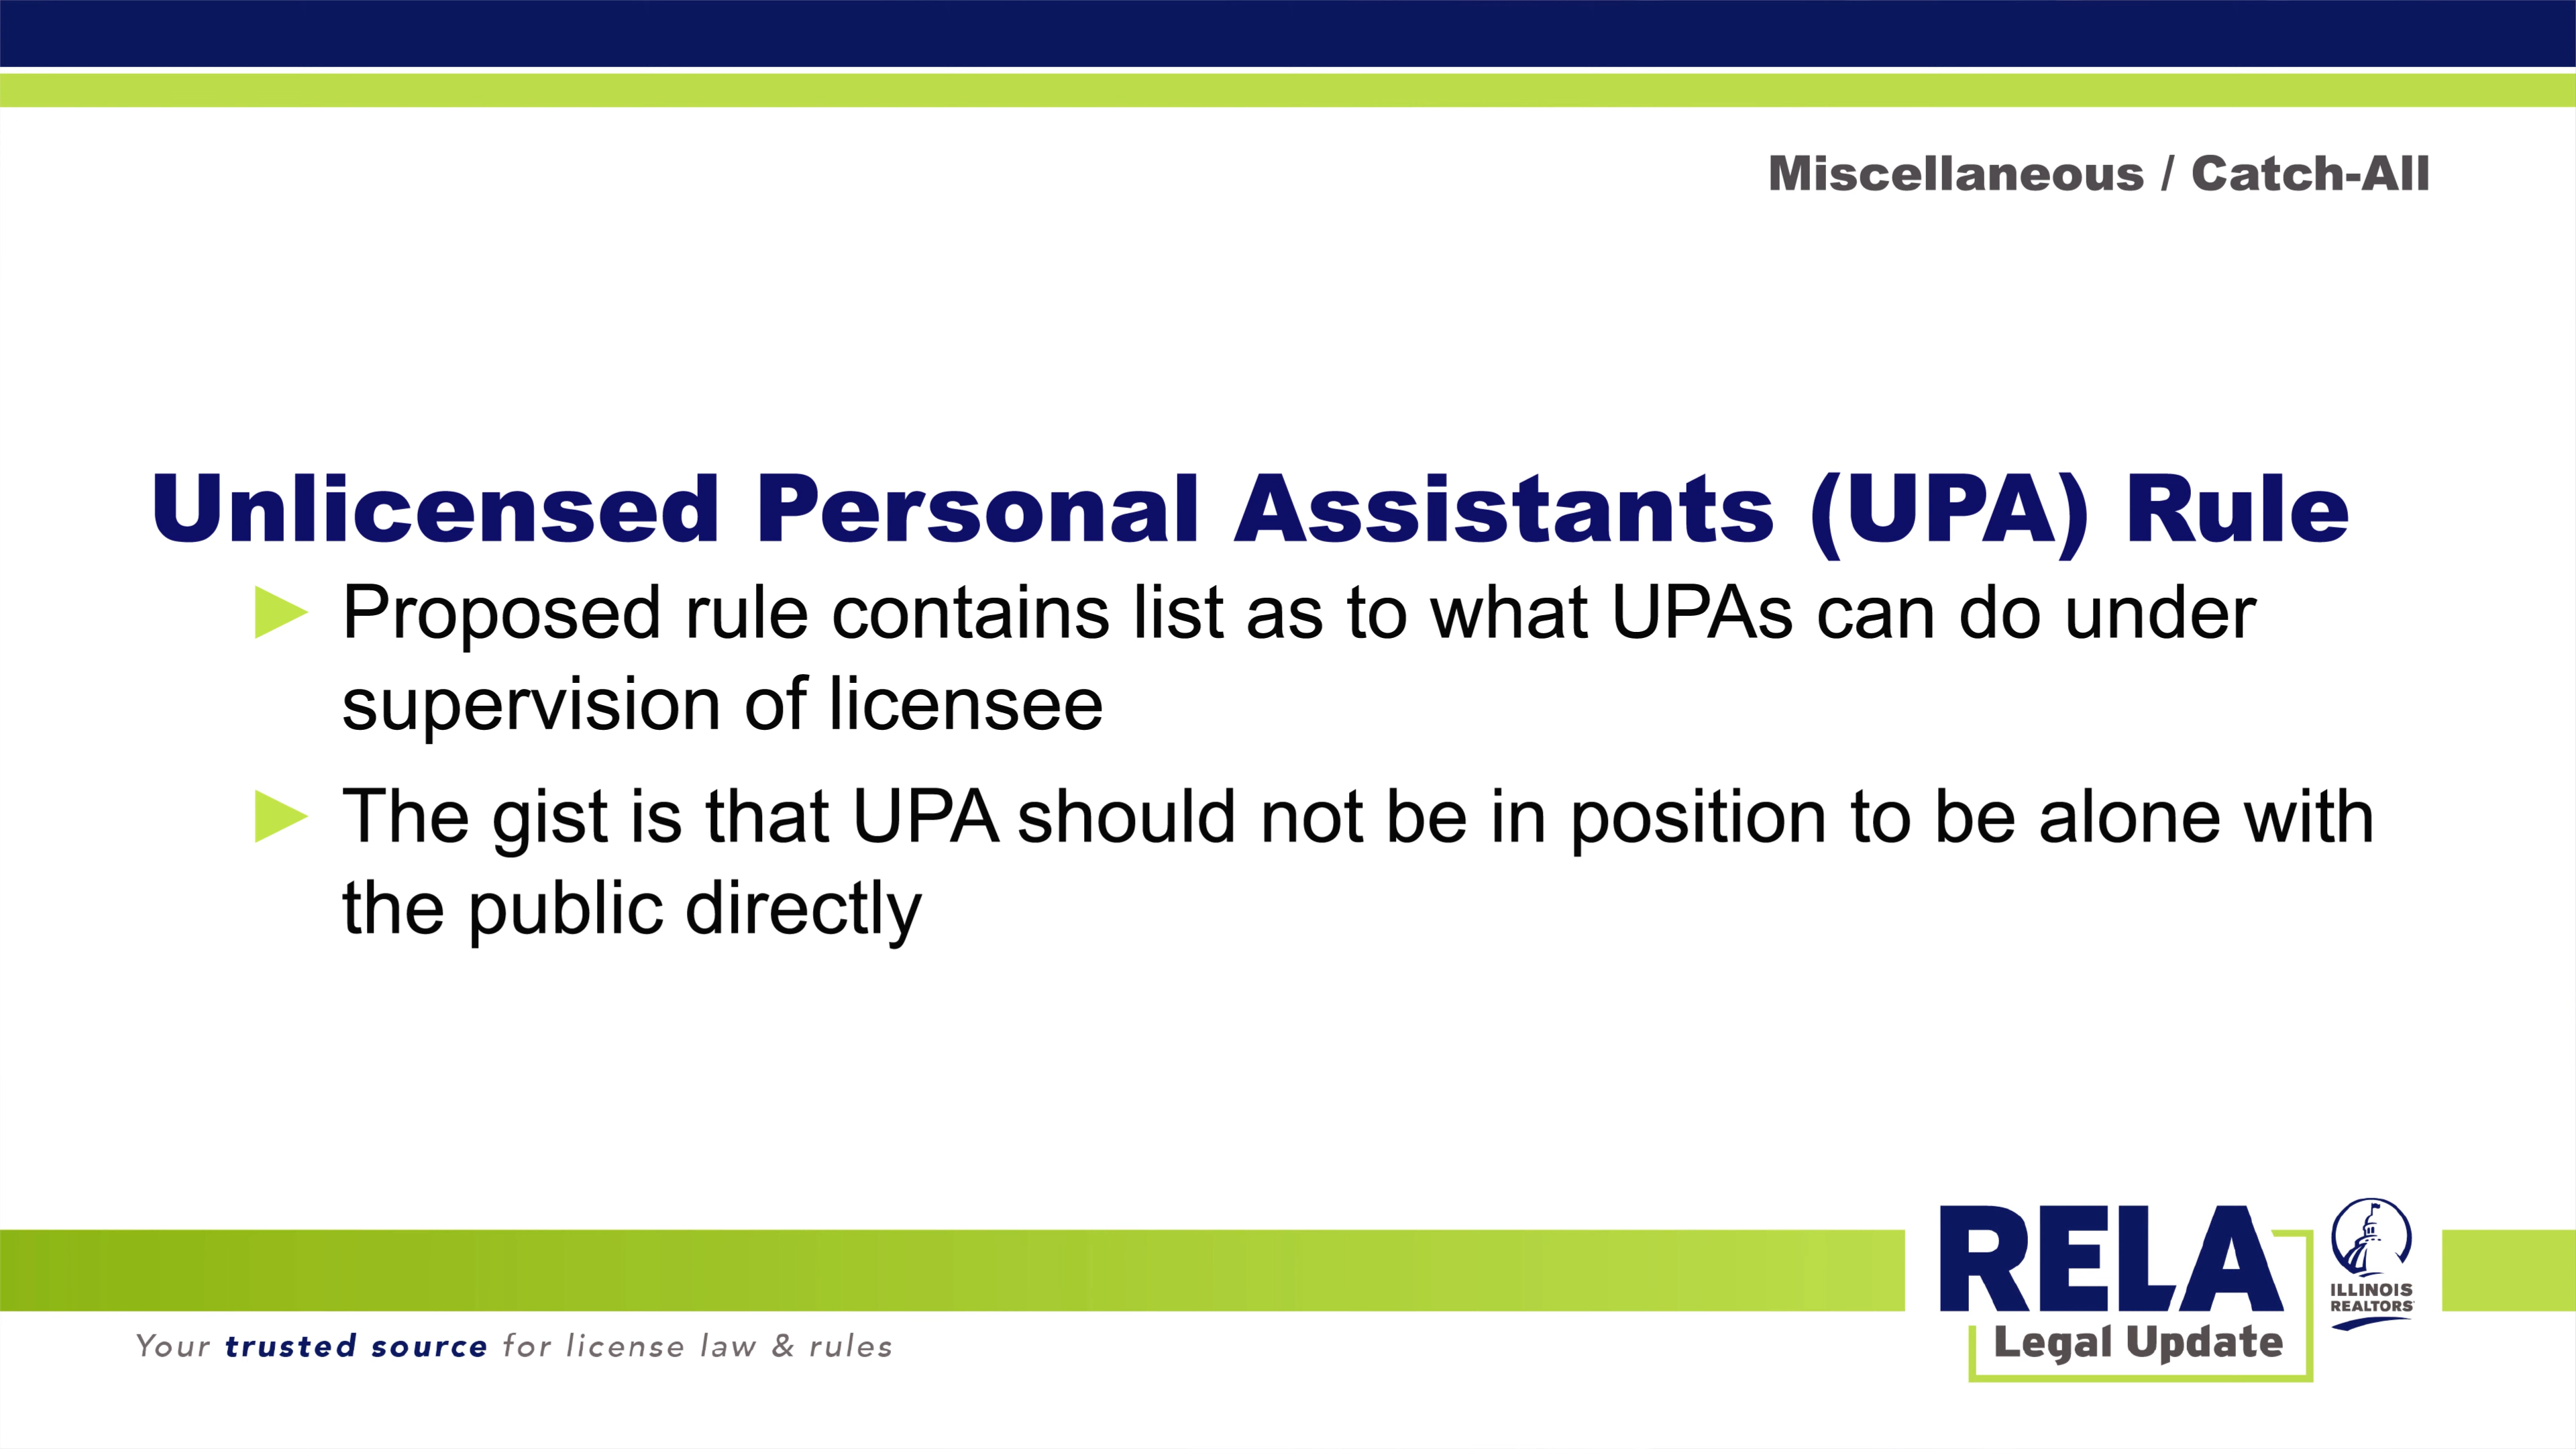 Miscellaneous / Catch-All
Unlicensed Personal Assistants (UPA) Rule
Proposed rule contains list as to what UPAs can do under
supervision of licensee
The gist is that UPA should not be in position to be alone with
the public directly
RELA
Legal Update
ILLINOIS
REALTORS
Your trusted source for license law & rules